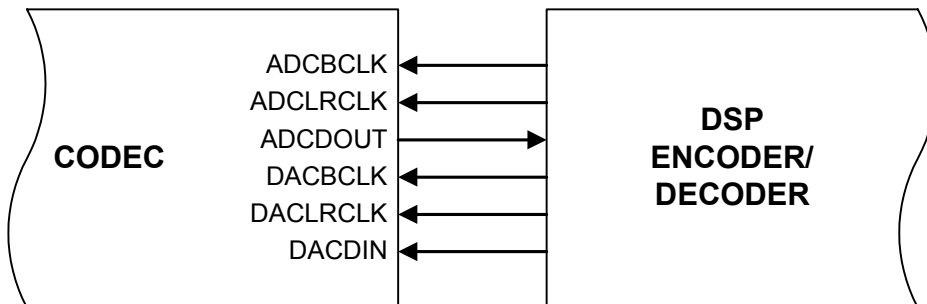 CODEC
ADCBCLK
ADCLRCLK
ADCDOUT
DACBCLK
DACLRCLK
DACDIN
DSP
ENCODER/
DECODER